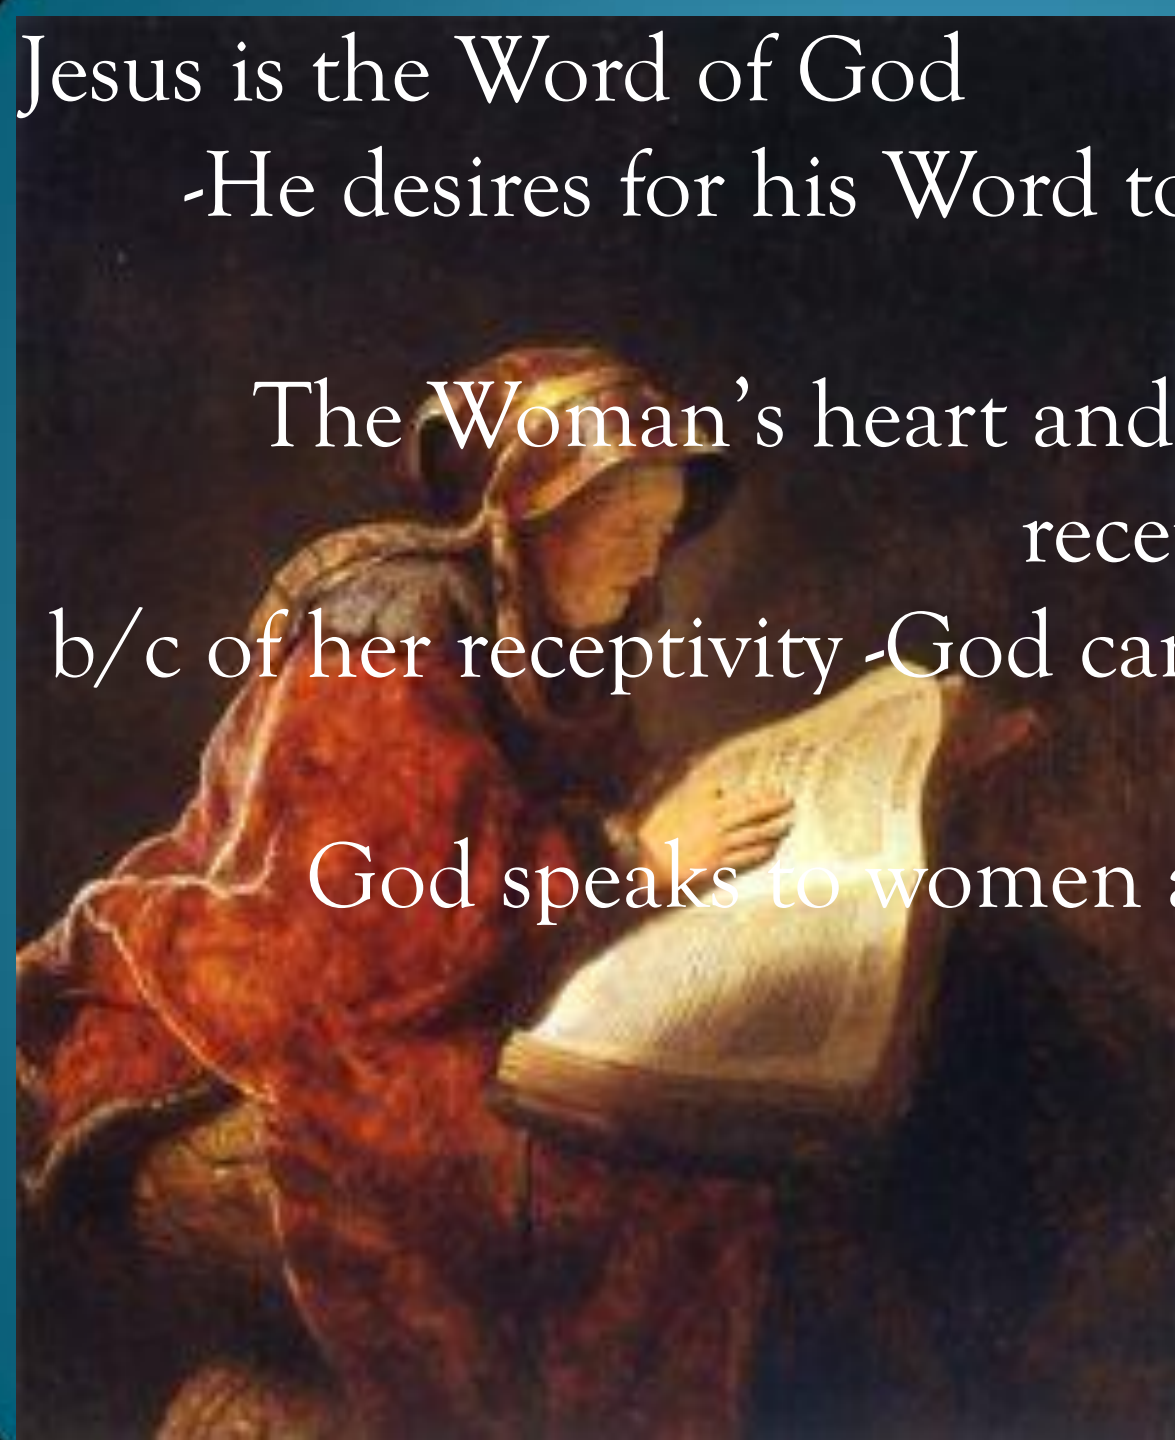 Jesus is the Word of God
-He desires for his Word to
The Woman’s heart and
rece
b/c of her receptivity -God can
God speaks to women a